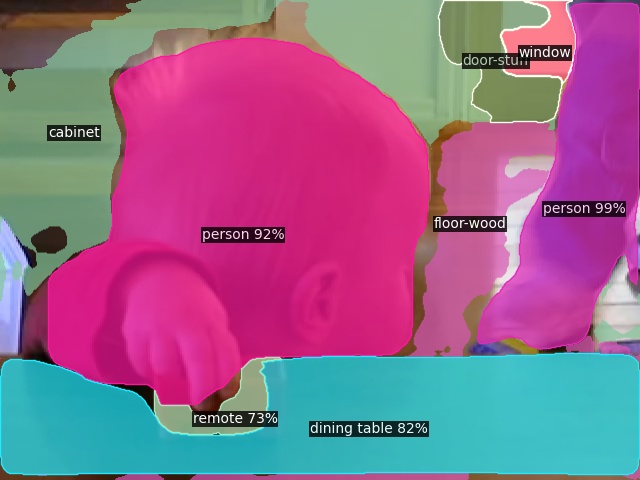 window
door-stuff
cabinet
person 99%
floor-wood
person 92%
remote 73%
dining table 82%